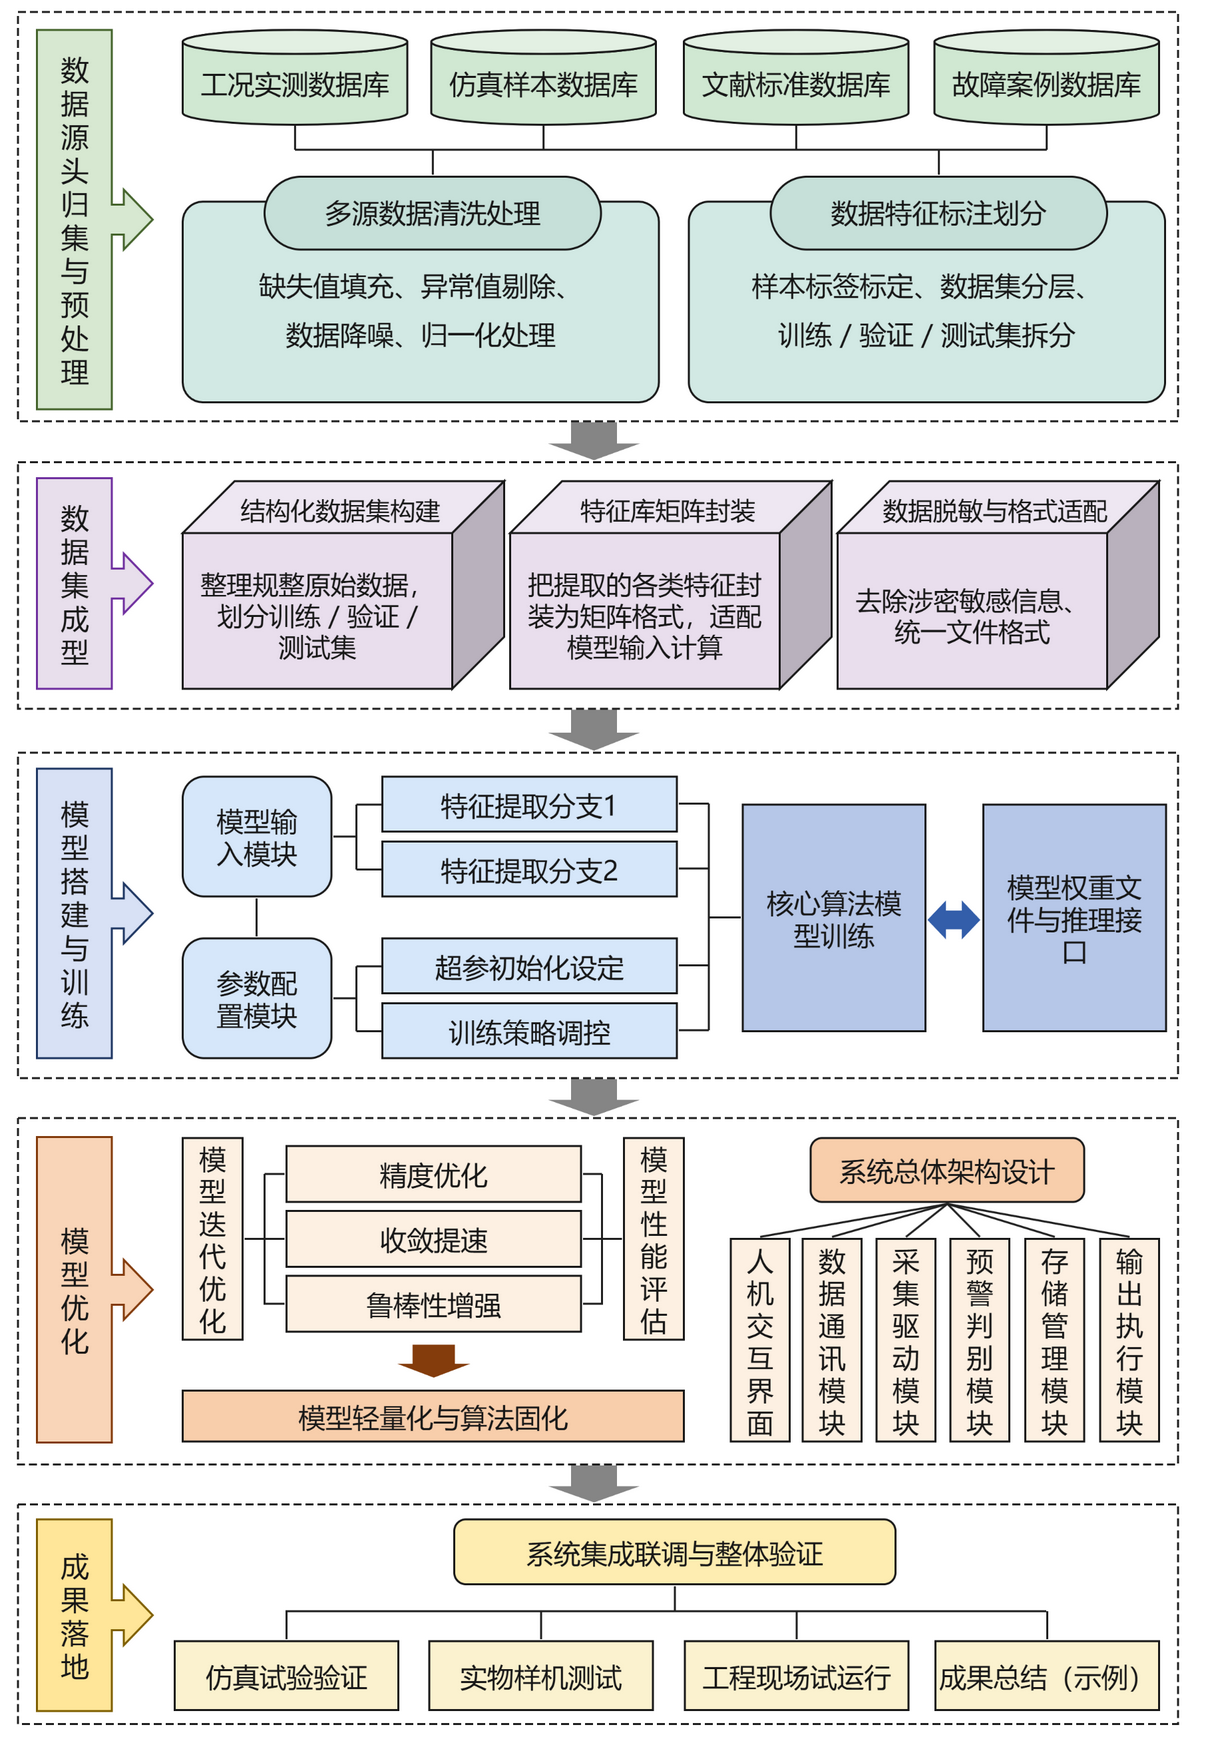 数据源头归集与预处理
工况实测数据库
仿真样本数据库
文献标准数据库
故障案例数据库
多源数据清洗处理
缺失值填充、异常值剔除、
数据降噪、归一化处理
数据特征标注划分
样本标签标定、数据集分层、
训练 / 验证 / 测试集拆分
数据集成型
结构化数据集构建
整理规整原始数据，
划分训练 / 验证 /
测试集
特征库矩阵封装
把提取的各类特征封
装为矩阵格式，适配
模型输入计算
数据脱敏与格式适配
去除涉密敏感信息、
统一文件格式
模型搭建与训练
模型输
入模块
参数配
置模块
特征提取分支1
特征提取分支2
超参初始化设定
训练策略调控
核心算法模
型训练
模型权重文
件与推理接
口
模型优化
模型迭代优化
精度优化
收敛提速
鲁棒性增强
模型性能评估
模型轻量化与算法固化
系统总体架构设计
人机交互界面
数据通讯模块
采集驱动模块
预警判别模块
存储管理模块
输出执行模块
成果落地
系统集成联调与整体验证
仿真试验验证
实物样机测试
工程现场试运行
成果总结（示例）